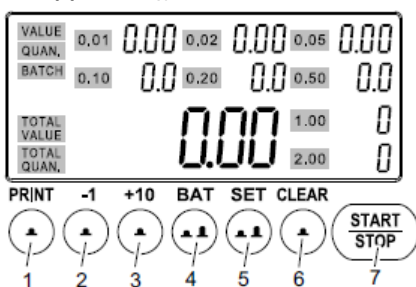 VALUE
QUAN. 0.01 0.00 0.02 0.00 0.05 0.00
BATCH 0.10 0.0 0.20 0.0 0.50 0.0
TOTAL VALUE 0.00 1.00 0
TOTAL QUAN. 2.00 0
PRINT -1 +10 BAT SET CLEAR
START
STOP
1 2 3 4 5 6 7